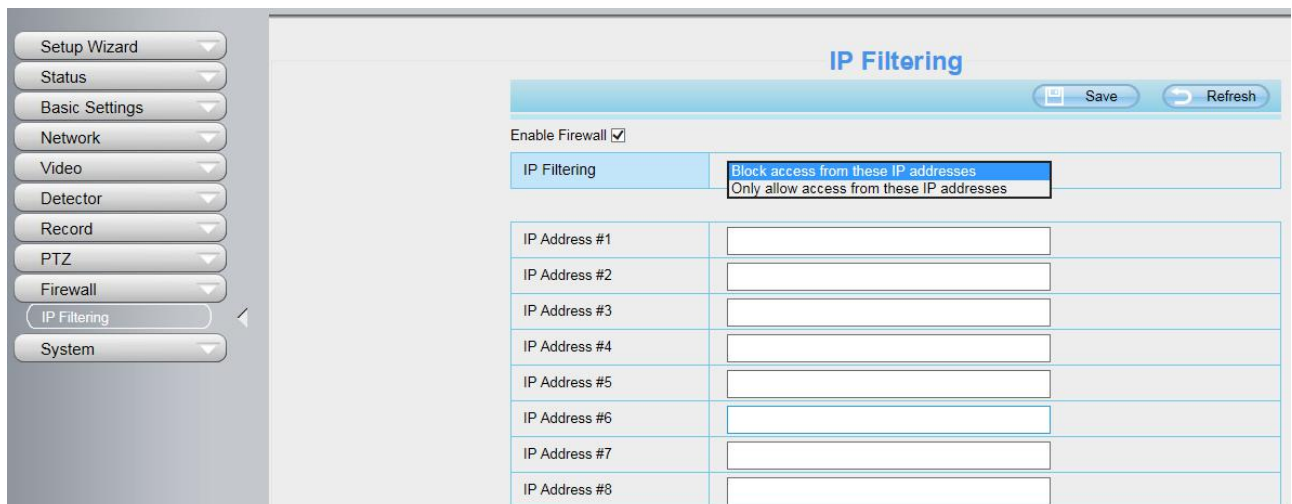 Setup Wizard
Status
Basic Settings
Network
Video
Detector
Record
PTZ
Firewall
IP Filtering
System
IP Filtering
Save Refresh
Enable Firewall
IP Filtering
Block access from these IP addresses
Only allow access from these IP addresses
IP Address #1
IP Address #2
IP Address #3
IP Address #4
IP Address #5
IP Address #6
IP Address #7
IP Address #8